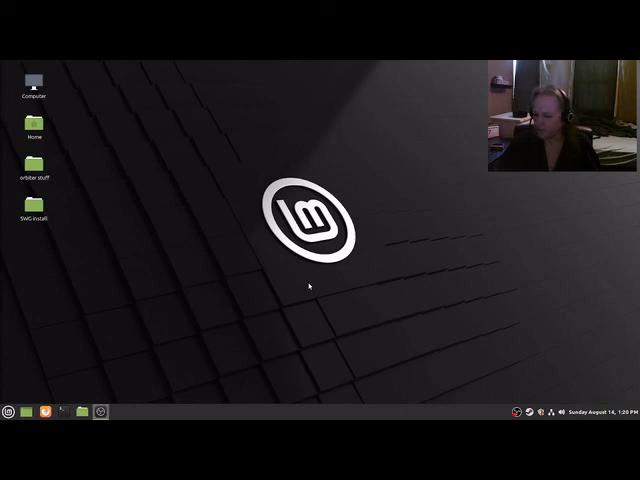 Computer
Home
orbiter stuff
SWG install
Sunday August 14, 1:20 PM